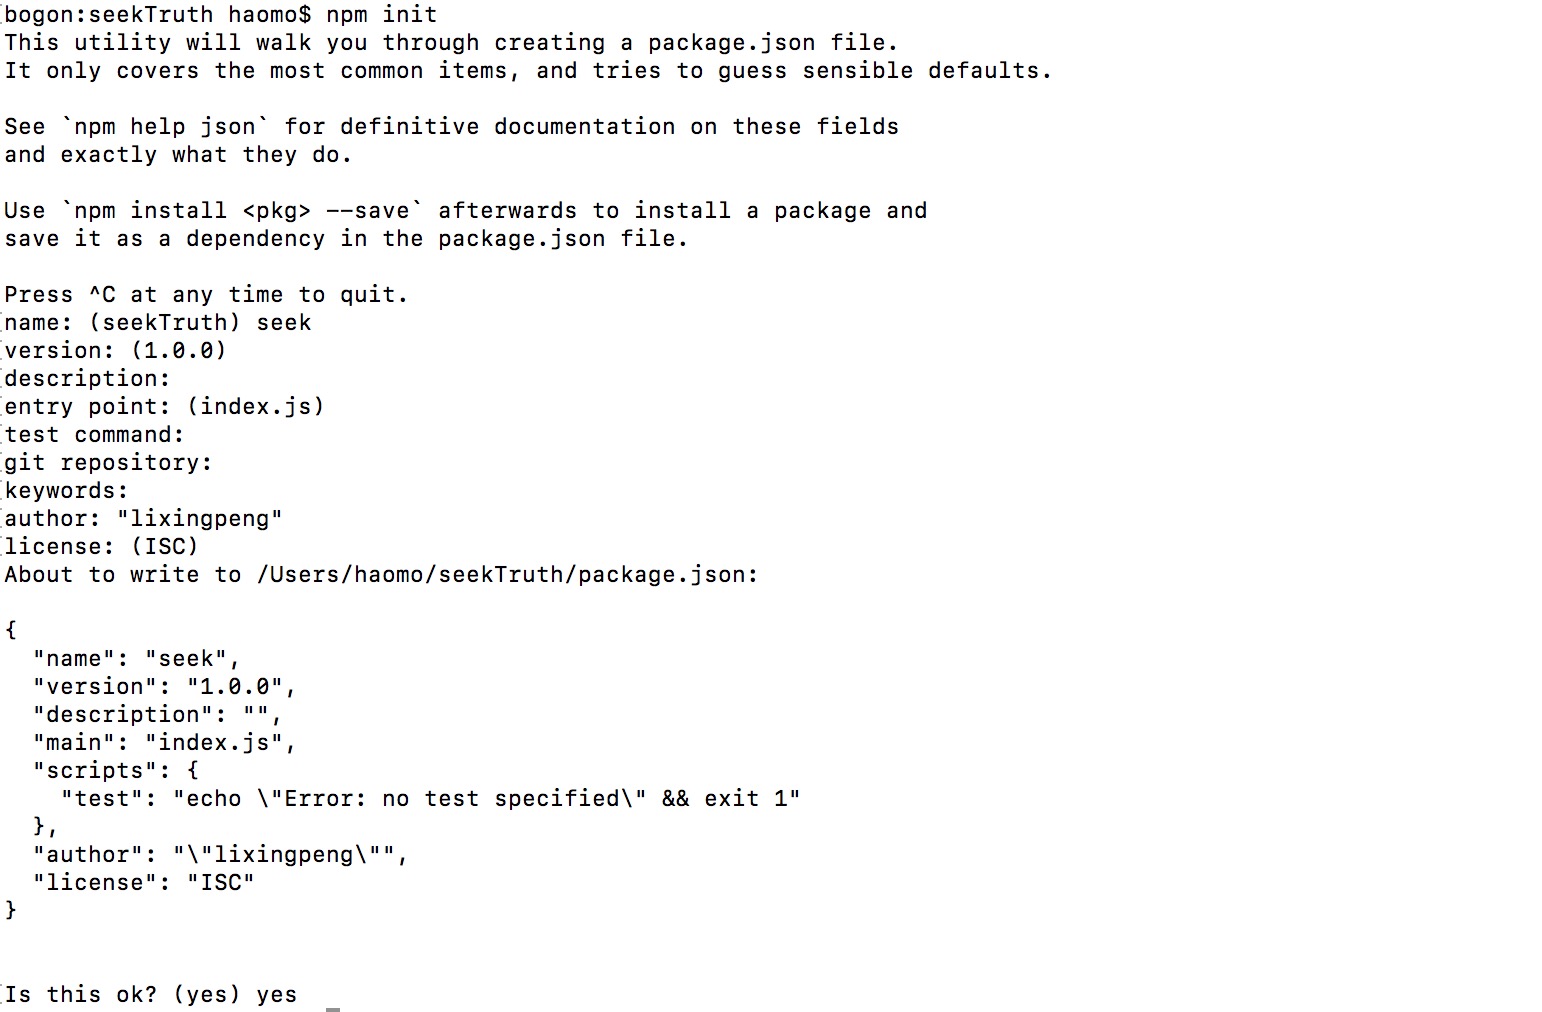 bogon:seekTruth haomo$ npm init
This utility will walk you through creating a package.json file.
It only covers the most common items, and tries to guess sensible defaults.

See `npm help json` for definitive documentation on these fields
and exactly what they do.

Use `npm install <pkg> --save` afterwards to install a package and
save it as a dependency in the package.json file.

Press ^C at any time to quit.
name: (seekTruth) seek
version: (1.0.0)
description:
entry point: (index.js)
test command:
git repository:
keywords:
author: "lixingpeng"
license: (ISC)
About to write to /Users/haomo/seekTruth/package.json:

{
  "name": "seek",
  "version": "1.0.0",
  "description": "",
  "main": "index.js",
  "scripts": {
    "test": "echo \"Error: no test specified\" && exit 1"
  },
  "author": "\"lixingpeng\"",
  "license": "ISC"
}


Is this ok? (yes) yes